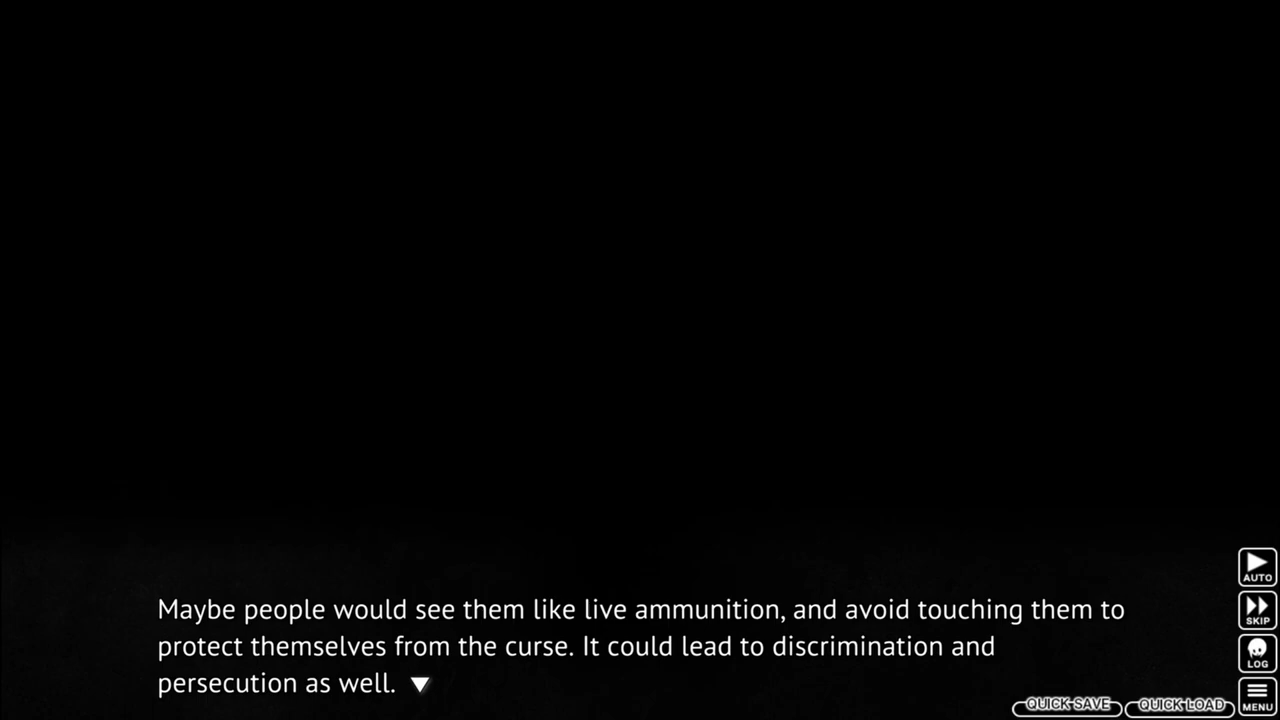 Maybe people would see them like live ammunition, and avoid touching them to
protect themselves from the curse. It could lead to discrimination and
persecution as well.
AUTO
SKIP
LOG
MENU
QUICK SAVE QUICK LOAD